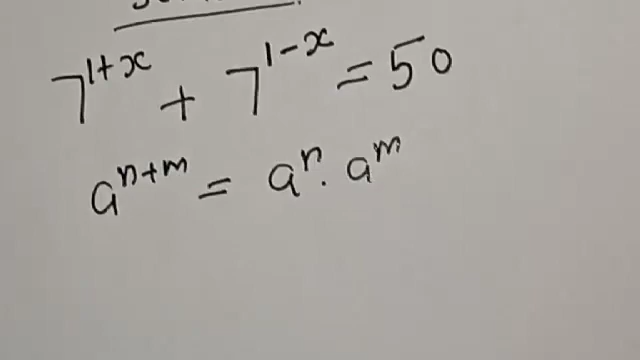 7^{1+x} + 7^{1-x} = 50
a^{n+m} = a^n . a^m